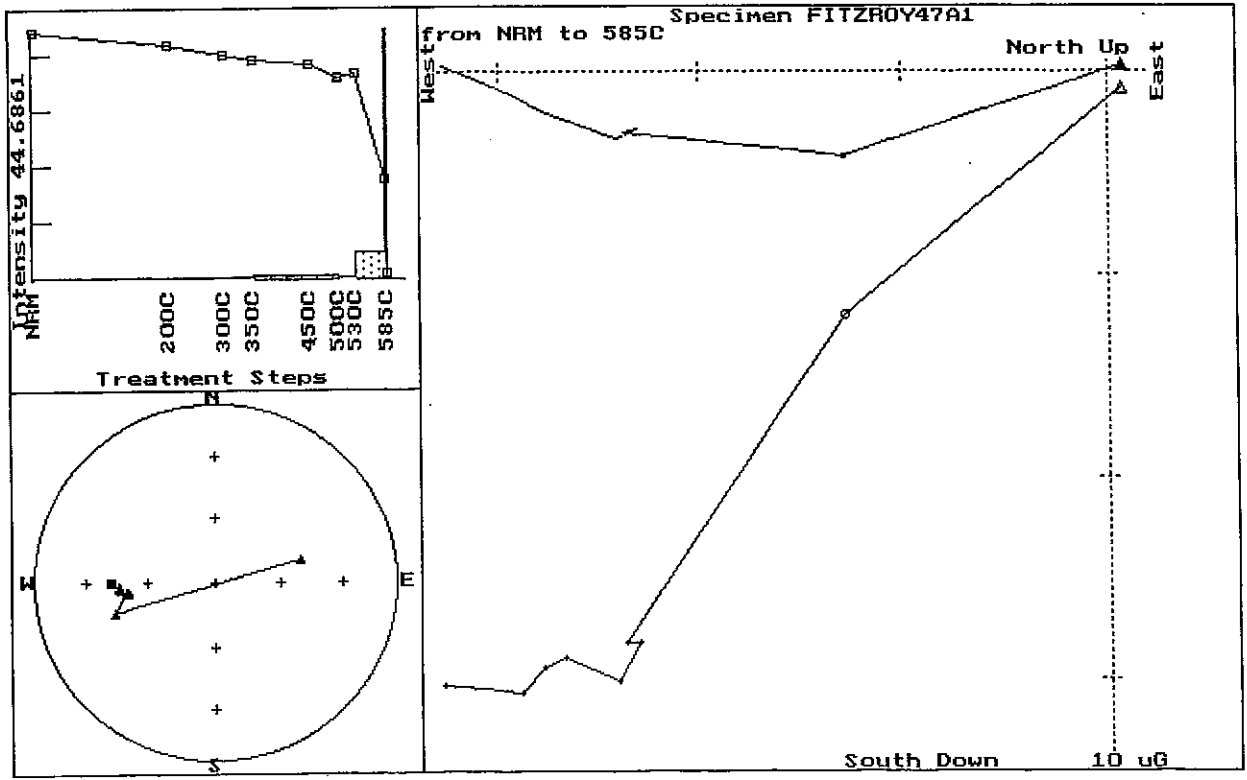 Specimen FITZROY47A1
from NRM to 585C
North Up
West
East
Intensity 44.6861
NRM
200C
300C
350C
450C
500C
530C
585C
Treatment Steps
N
W
E
S
South Down
10 uG